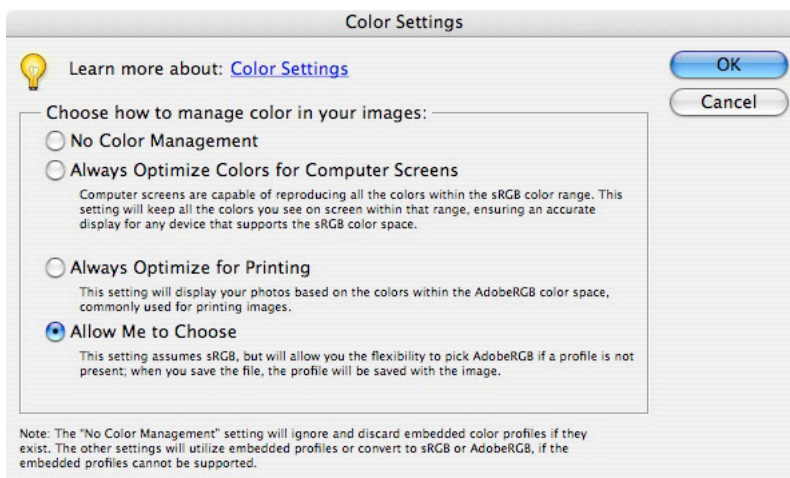 Color Settings
Learn more about: Color Settings
OK
Cancel
Choose how to manage color in your images:
No Color Management
Always Optimize Colors for Computer Screens
Computer screens are capable of reproducing all the colors within the sRGB color range. This
setting will keep all the colors you see on screen within that range, ensuring an accurate
display for any device that supports the sRGB color space.
Always Optimize for Printing
This setting will display your photos based on the colors within the AdobeRGB color space,
commonly used for printing images.
Allow Me to Choose
This setting assumes sRGB, but will allow you the flexibility to pick AdobeRGB if a profile is not
present; when you save the file, the profile will be saved with the image.
Note: The "No Color Management" setting will ignore and discard embedded color profiles if they
exist. The other settings will utilize embedded profiles or convert to sRGB or AdobeRGB, if the
embedded profiles cannot be supported.